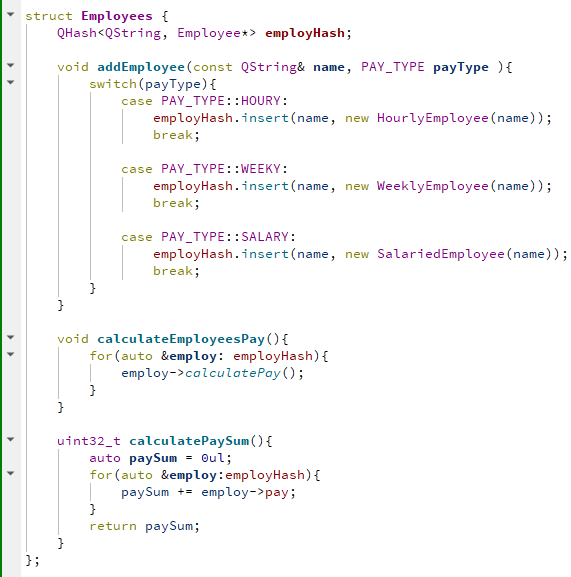 struct Employees {
    QHash<QString, Employee*> employHash;

    void addEmployee(const QString& name, PAY_TYPE payType ){
        switch(payType){
            case PAY_TYPE::HOURY:
                employHash.insert(name, new HourlyEmployee(name));
                break;

            case PAY_TYPE::WEEKY:
                employHash.insert(name, new WeeklyEmployee(name));
                break;

            case PAY_TYPE::SALARY:
                employHash.insert(name, new SalariedEmployee(name));
                break;
        }
    }

    void calculateEmployeesPay(){
        for(auto &employ: employHash){
            employ->calculatePay();
        }
    }

    uint32_t calculatePaySum(){
        auto paySum = 0ul;
        for(auto &employ:employHash){
            paySum += employ->pay;
        }
        return paySum;
    }
};